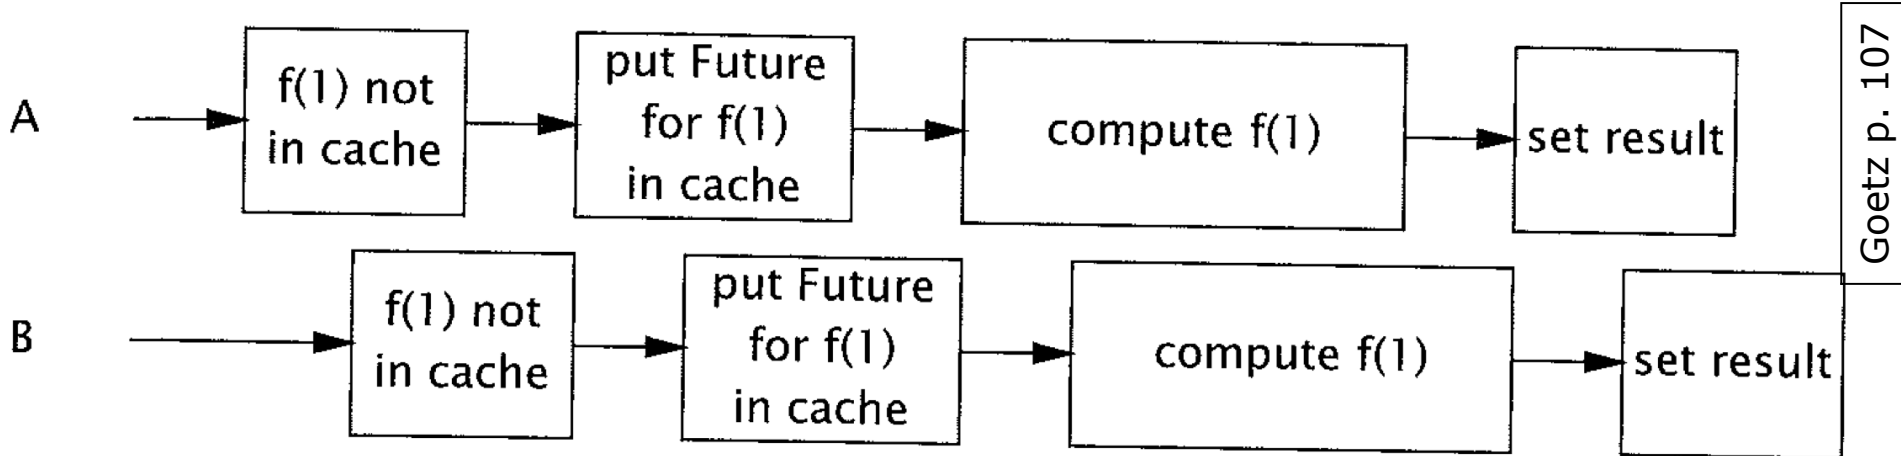 A
f(1) not
in cache
put Future
for f(1)
in cache
compute f(1)
set result
B
f(1) not
in cache
put Future
for f(1)
in cache
compute f(1)
set result
Goetz p. 107